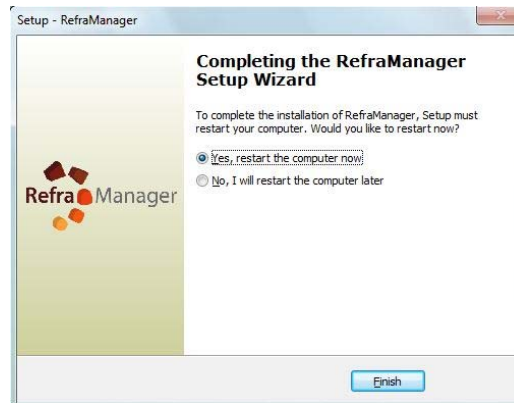 Setup - RefraManager
Completing the RefraManager
Setup Wizard
To complete the installation of RefraManager, Setup must
restart your computer. Would you like to restart now?
Yes, restart the computer now
No, I will restart the computer later
Refra Manager
Finish